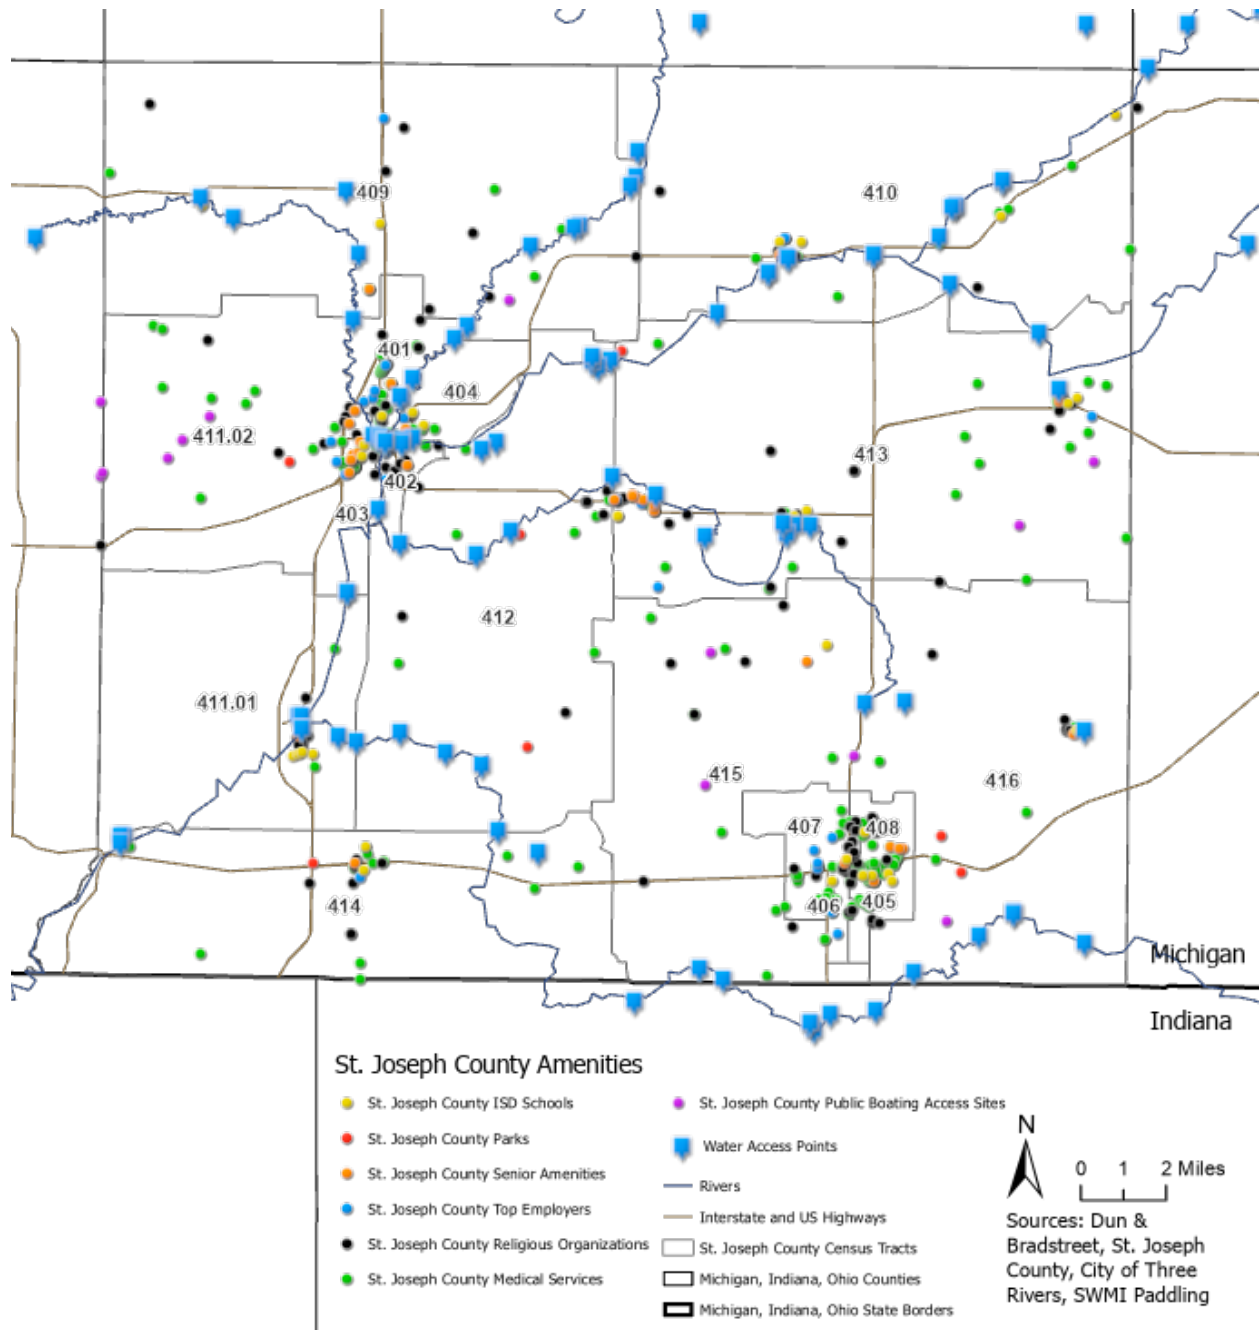 409
410
401
404
411.02
413
402
403
412
411.01
415
416
407
408
406
405
414
Michigan
Indiana
St. Joseph County Amenities
St. Joseph County ISD Schools
St. Joseph County Parks
St. Joseph County Senior Amenities
St. Joseph County Top Employers
St. Joseph County Religious Organizations
St. Joseph County Medical Services
St. Joseph County Public Boating Access Sites
Water Access Points
Rivers
Interstate and US Highways
St. Joseph County Census Tracts
Michigan, Indiana, Ohio Counties
Michigan, Indiana, Ohio State Borders
N
0 1 2 Miles
Sources: Dun &
Bradstreet, St. Joseph
County, City of Three
Rivers, SWMI Paddling